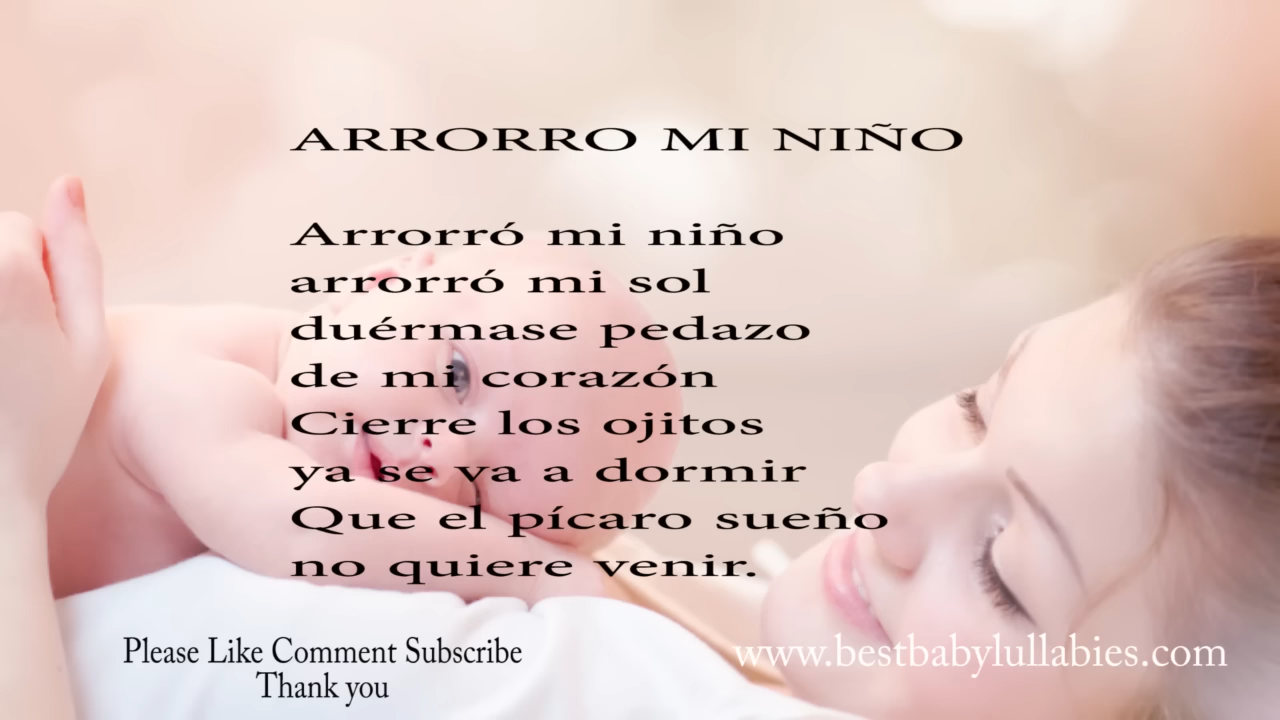 ARRORRO MI NIÑO
Arrorró mi niño
arrorró mi sol
duérmase pedazo
de mi corazón
Cierre los ojitos
ya se va a dormir
Que el pícaro sueño
no quiere venir.
Please Like Comment Subscribe
Thank you
www.bestbabylullabies.com